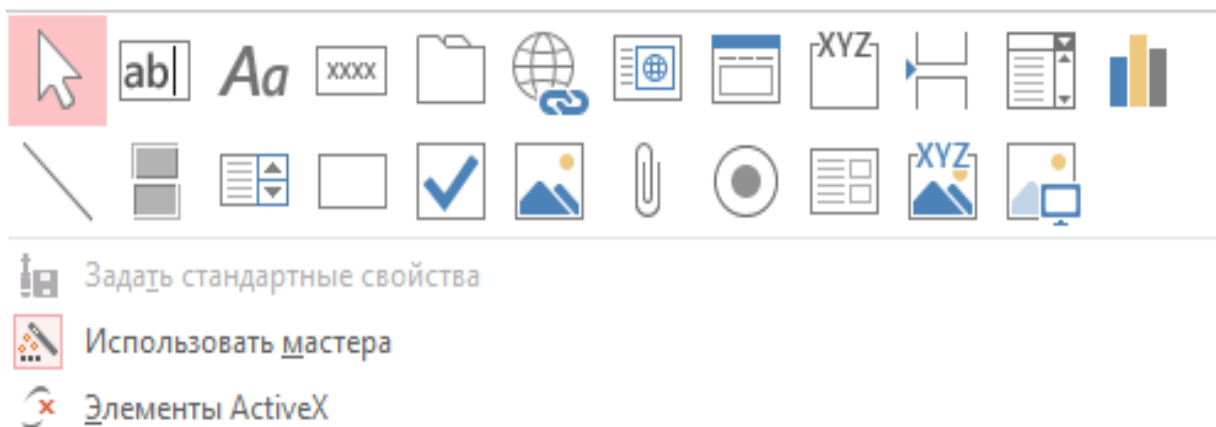 ab Aa XXXX XYZ
XYZ
Задать стандартные свойства
Использовать мастера
Элементы ActiveX